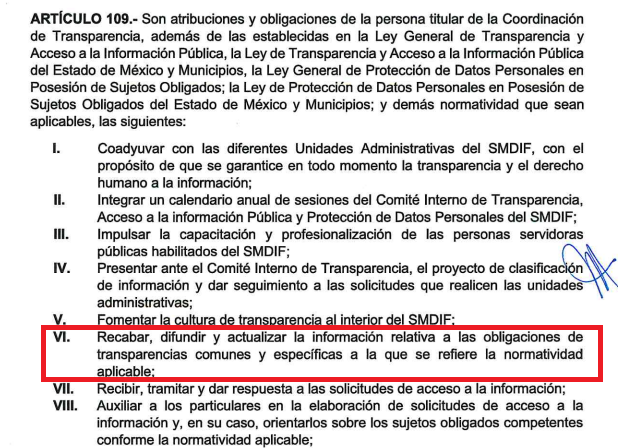 ARTÍCULO 109.- Son atribuciones y obligaciones de la persona titular de la Coordinación
de Transparencia, además de las establecidas en la Ley General de Transparencia y
Acceso a la Información Pública, la Ley de Transparencia y Acceso a la Información Pública
del Estado de México y Municipios, la Ley General de Protección de Datos Personales en
Posesión de Sujetos Obligados; la Ley de Protección de Datos Personales en Posesión de
Sujetos Obligados del Estado de México y Municipios; y demás normatividad que sean
aplicables, las siguientes:
I. Coadyuvar con las diferentes Unidades Administrativas del SMDIF, con el
propósito de que se garantice en todo momento la transparencia y el derecho
humano a la información;
II. Integrar un calendario anual de sesiones del Comité Interno de Transparencia,
Acceso a la información Pública y Protección de Datos Personales del SMDIF;
III. Impulsar la capacitación y profesionalización de las personas servidoras
públicas habilitados del SMDIF;
IV. Presentar ante el Comité Interno de Transparencia, el proyecto de clasificación
de información y dar seguimiento a las solicitudes que realicen las unidades
administrativas;
V. Fomentar la cultura de transparencia al interior del SMDIF;
VI. Recabar, difundir y actualizar la información relativa a las obligaciones de
transparencias comunes y específicas a la que se refiere la normatividad
aplicable;
VII. Recibir, tramitar y dar respuesta a las solicitudes de acceso a la información;
VIII. Auxiliar a los particulares en la elaboración de solicitudes de acceso a la
información y, en su caso, orientarlos sobre los sujetos obligados competentes
conforme la normatividad aplicable;